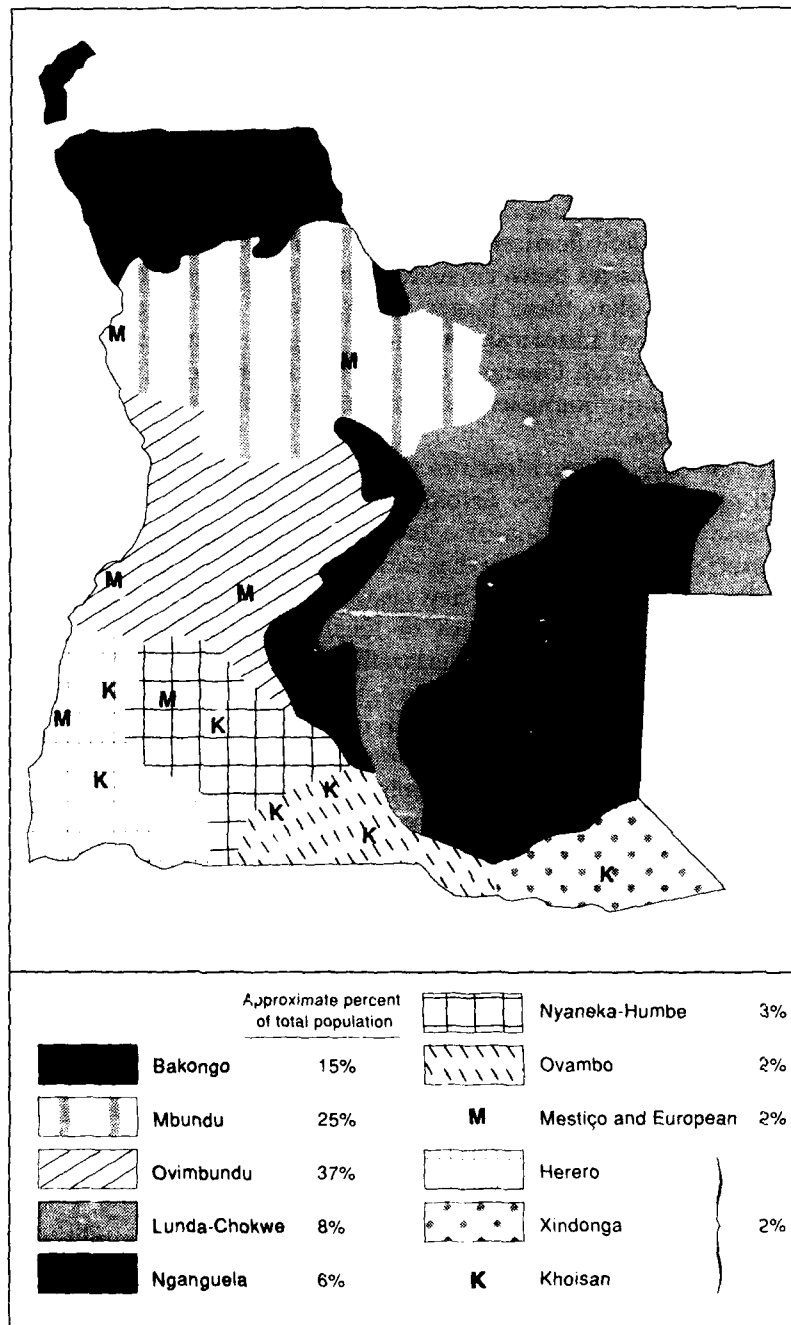 M
M
M
M
K
M
K
M
K
K
K
K
K
Approximate percent
of total population
Bakongo 15%
Mbundu 25%
Ovimbundu 37%
Lunda-Chokwe 8%
Nganguela 6%
Nyaneka-Humbe 3%
Ovambo 2%
M Mestiço and European 2%
Herero
Xindonga 2%
K Khoisan